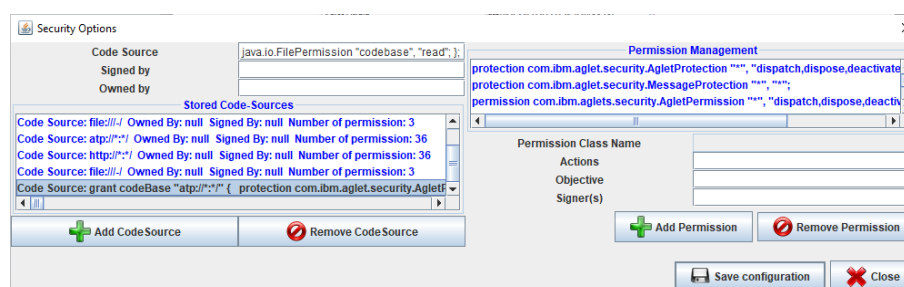 Security Options
Code Source
java.io.FilePermission "codebase", "read"; };
Signed by
Owned by
Stored Code-Sources
Code Source: file:///-/ Owned By: null Signed By: null Number of permission: 3
Code Source: atp://*:*/ Owned By: null Signed By: null Number of permission: 36
Code Source: http://*:*/ Owned By: null Signed By: null Number of permission: 36
Code Source: file:///-/ Owned By: null Signed By: null Number of permission: 3
Code Source: grant codeBase "atp://*:*/" { protection com.ibm.aglet.security.AgletF
Add CodeSource
Remove CodeSource
Permission Management
protection com.ibm.aglet.security.AgletProtection "*", "dispatch,dispose,deactivate
protection com.ibm.aglet.security.MessageProtection "*", "*";
permission com.ibm.aglets.security.AgletPermission "*", "dispatch,dispose,deactiv
Permission Class Name
Actions
Objective
Signer(s)
Add Permission
Remove Permission
Save configuration
Close